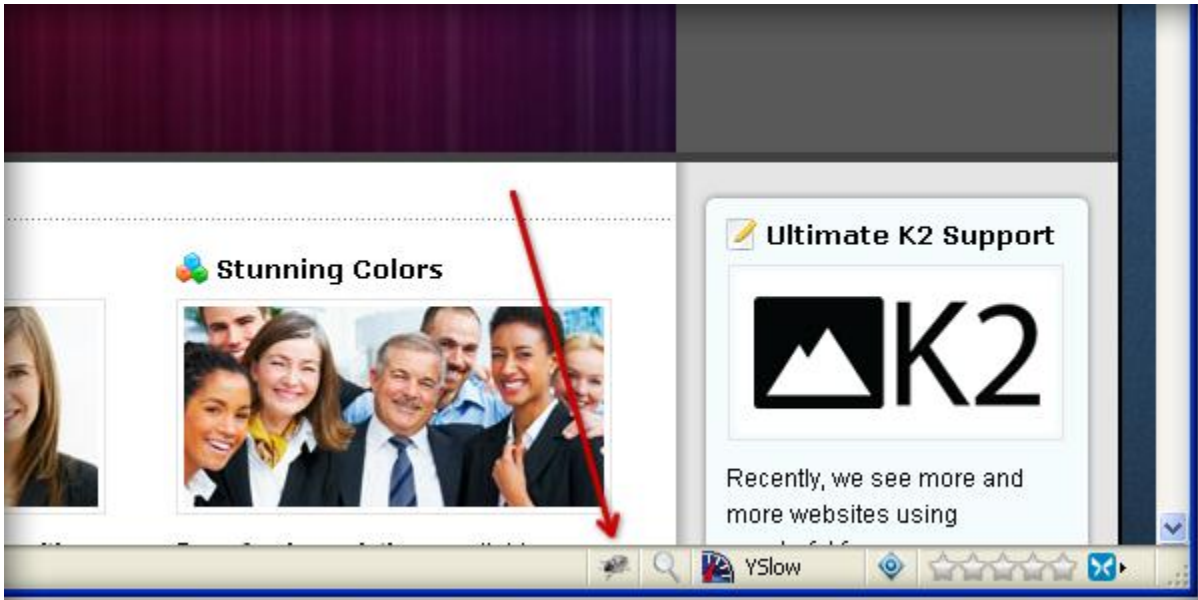 Stunning Colors
Ultimate K2 Support
K2
Recently, we see more and
more websites using
YSlow